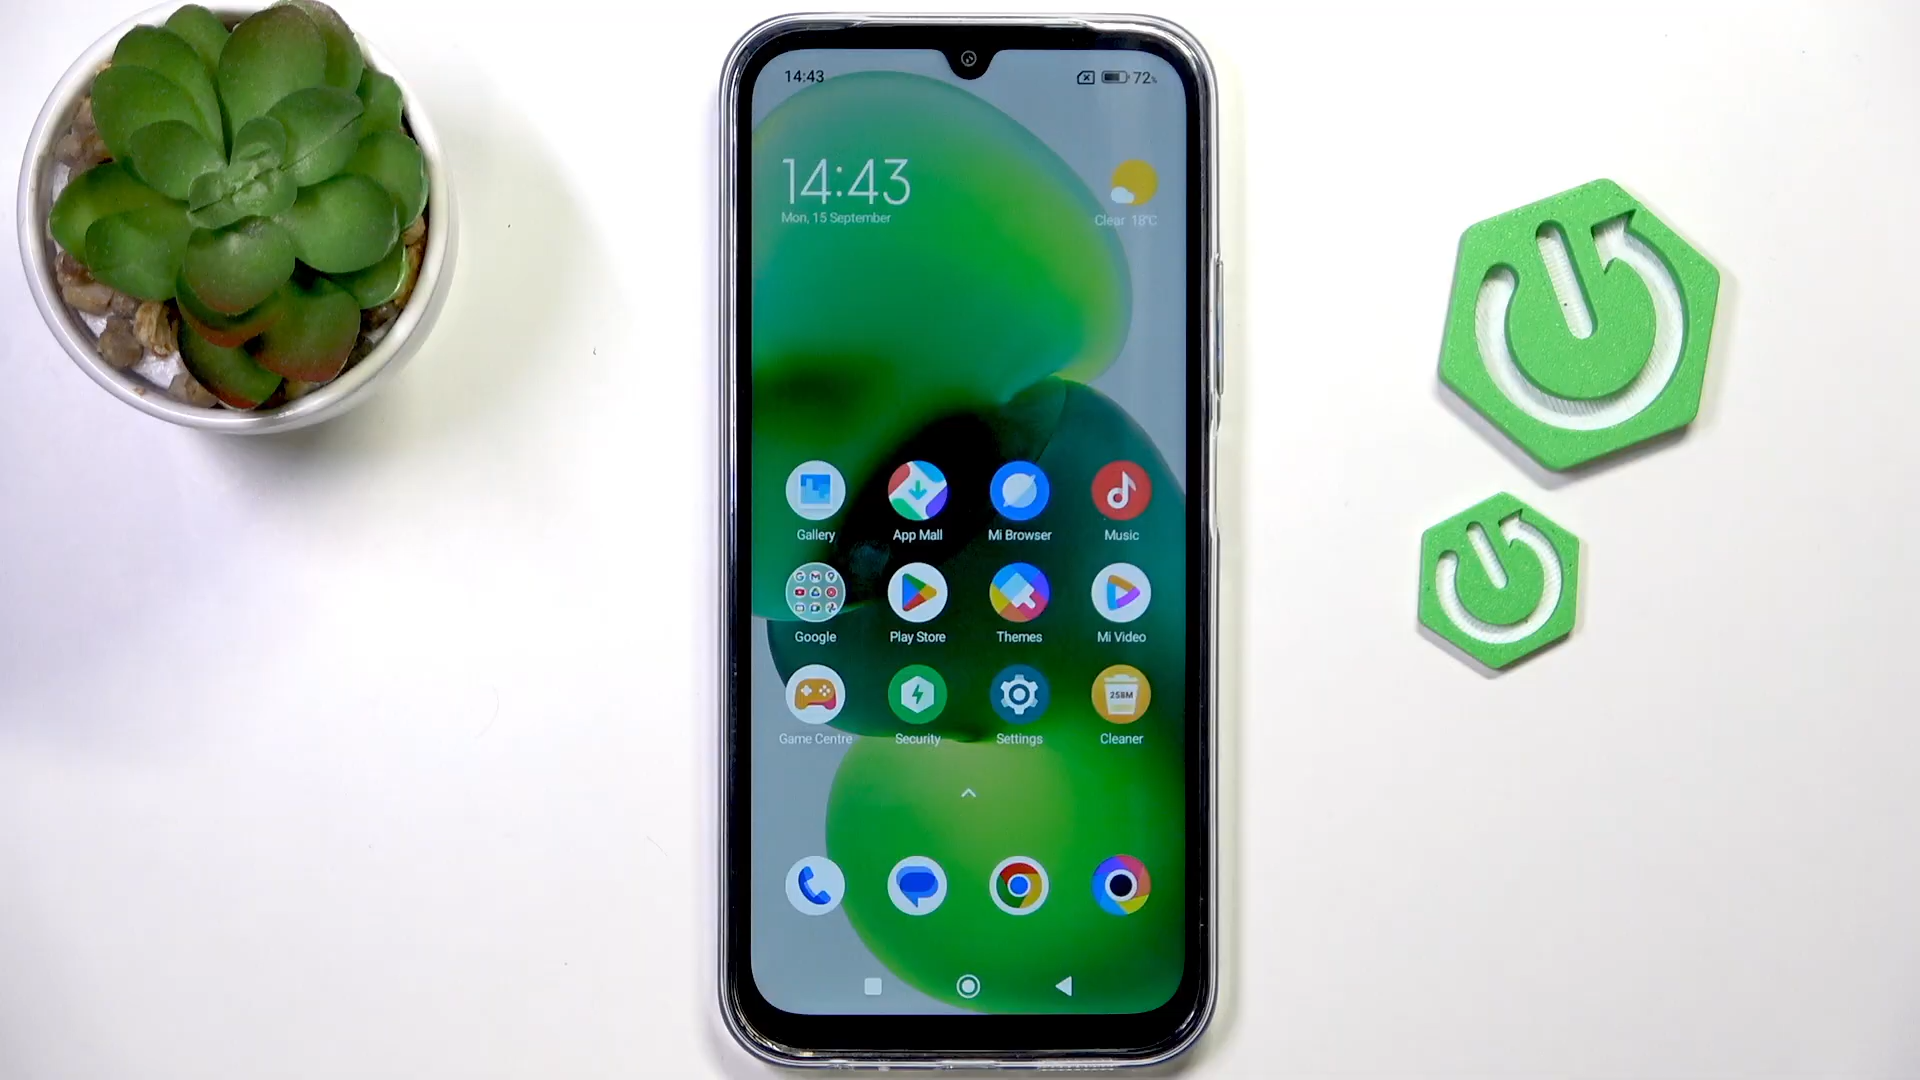 14:43
72%
14:43
Mon, 15 September
Clear 18°C
Gallery
App Mall
Mi Browser
Music
Google
Play Store
Themes
Mi Video
258M
Game Centre
Security
Settings
Cleaner